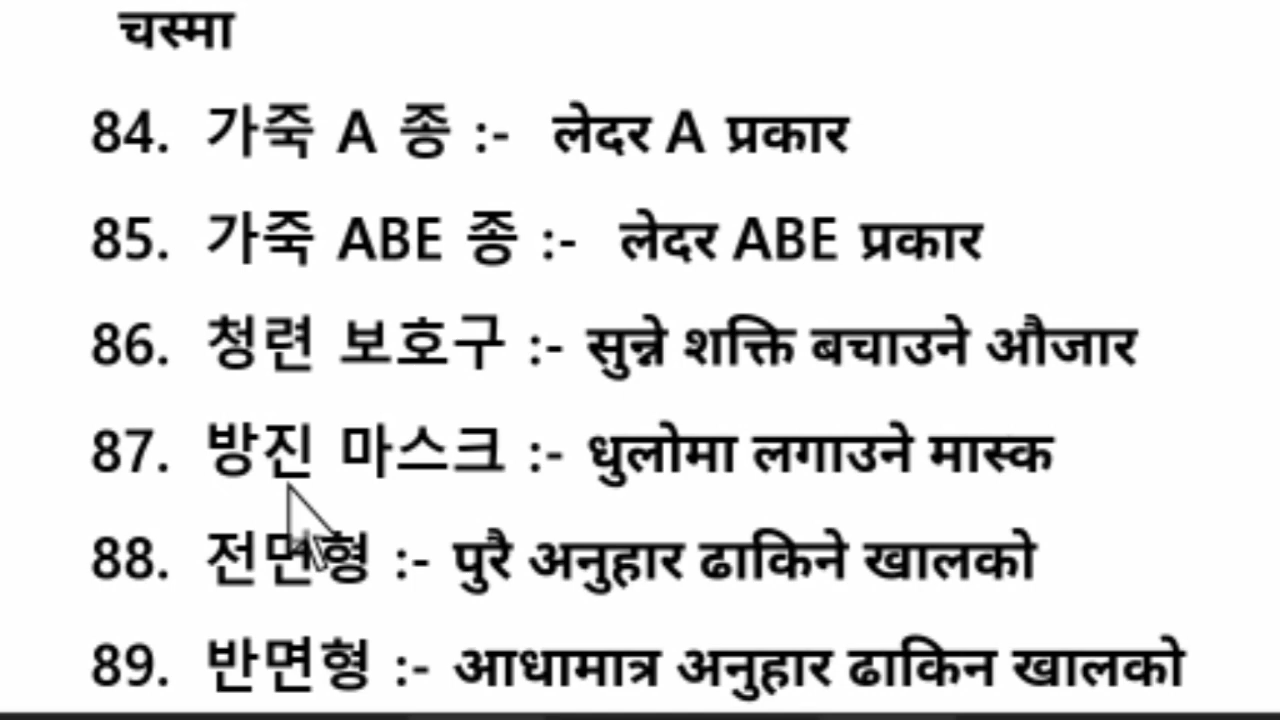 चस्मा
84. 가죽 A 종 :- लेदर A प्रकार
85. 가죽 ABE 종 :- लेदर ABE प्रकार
86. 청련 보호구 :- सुन्ने शक्ति बचाउने औजार
87. 방진 마스크 :- धुलोमा लगाउने मास्क
88. 전면형 :- पुरै अनुहार ढाकिने खालको
89. 반면형 :- आधामात्र अनुहार ढाकिन खालको